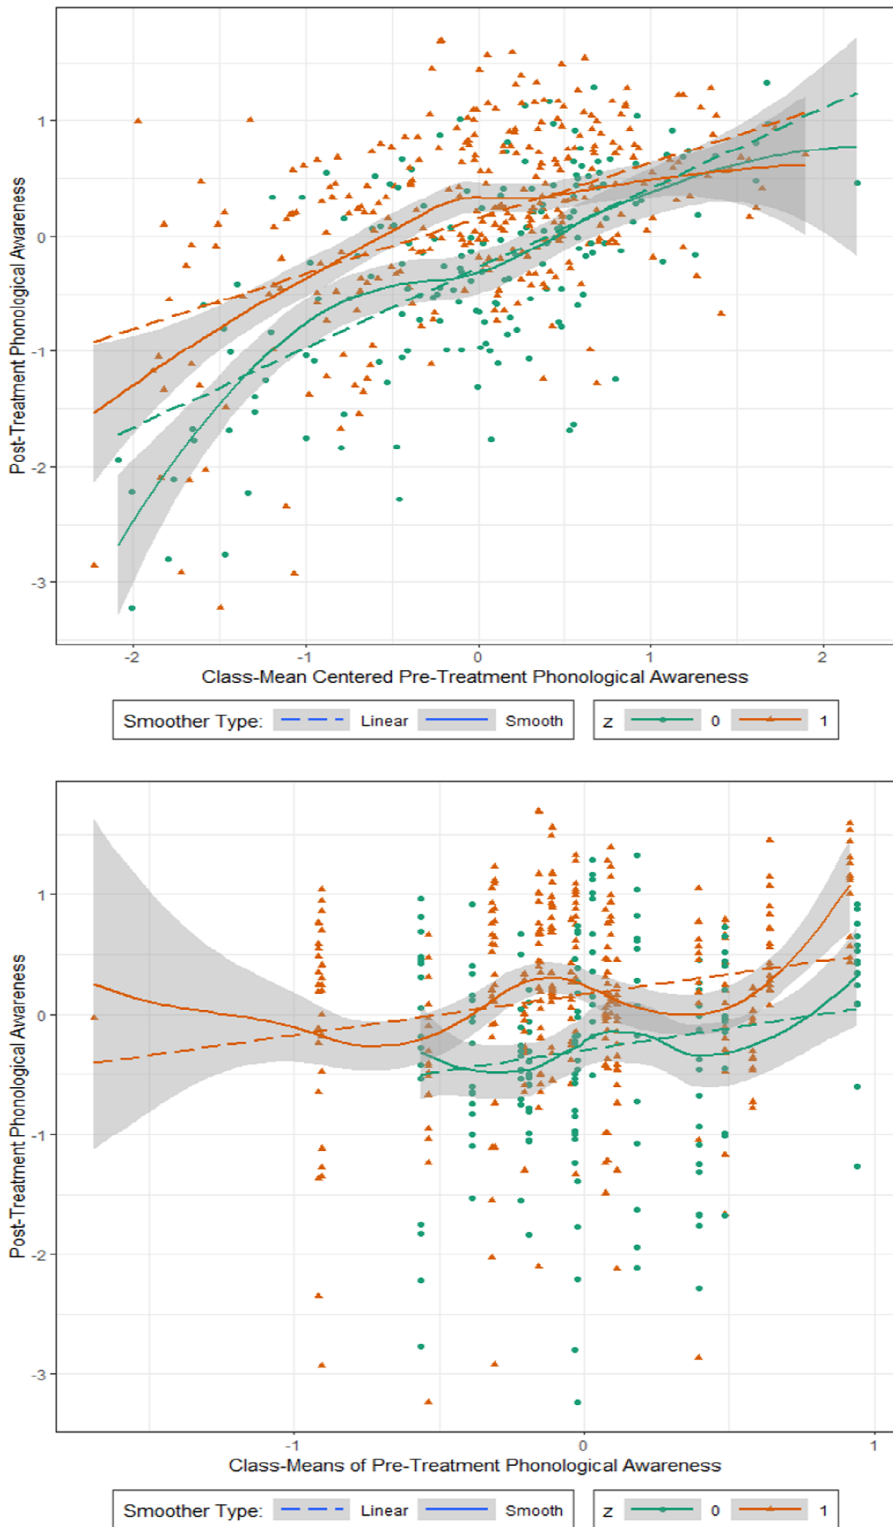 1
0
-1
-2
-3
Post-Treatment Phonological Awareness
-2
-1
0
1
2
Class-Mean Centered Pre-Treatment Phonological Awareness
Smoother Type: Linear Smooth
z 0 1
1
0
-1
-2
-3
Post-Treatment Phonological Awareness
-1
0
1
Class-Means of Pre-Treatment Phonological Awareness
Smoother Type: Linear Smooth
z 0 1